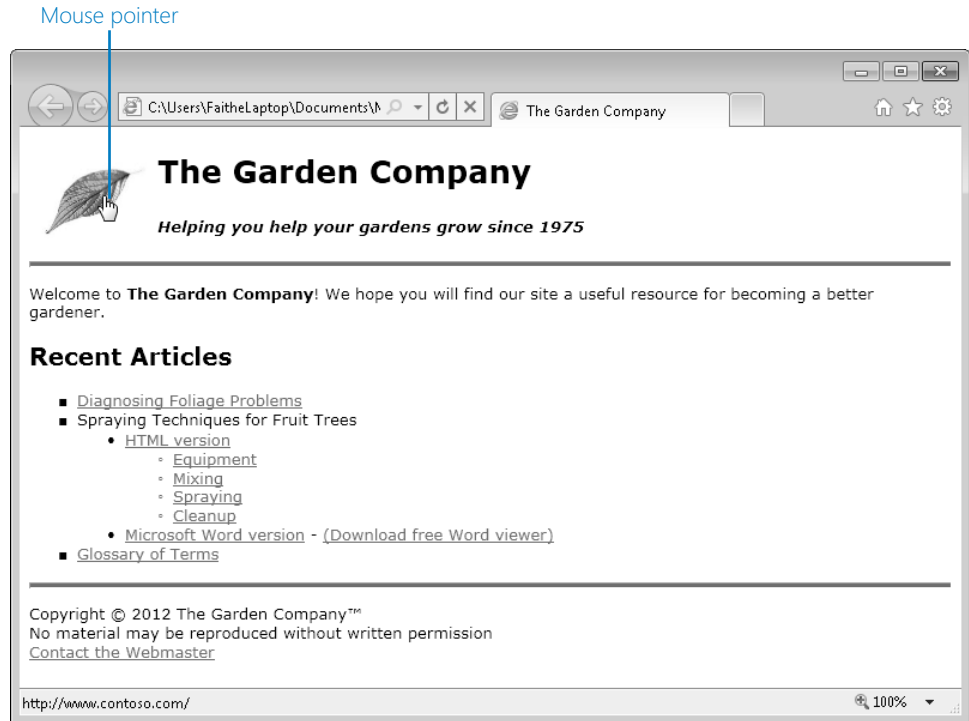 Mouse pointer
C:\Users\FaitheLaptop\Documents\
The Garden Company
The Garden Company
Helping you help your gardens grow since 1975
Welcome to The Garden Company! We hope you will find our site a useful resource for becoming a better
gardener.
Recent Articles
Diagnosing Foliage Problems
Spraying Techniques for Fruit Trees
HTML version
Equipment
Mixing
Spraying
Cleanup
Microsoft Word version - (Download free Word viewer)
Glossary of Terms
Copyright © 2012 The Garden Company™
No material may be reproduced without written permission
Contact the Webmaster
http://www.contoso.com/
100%